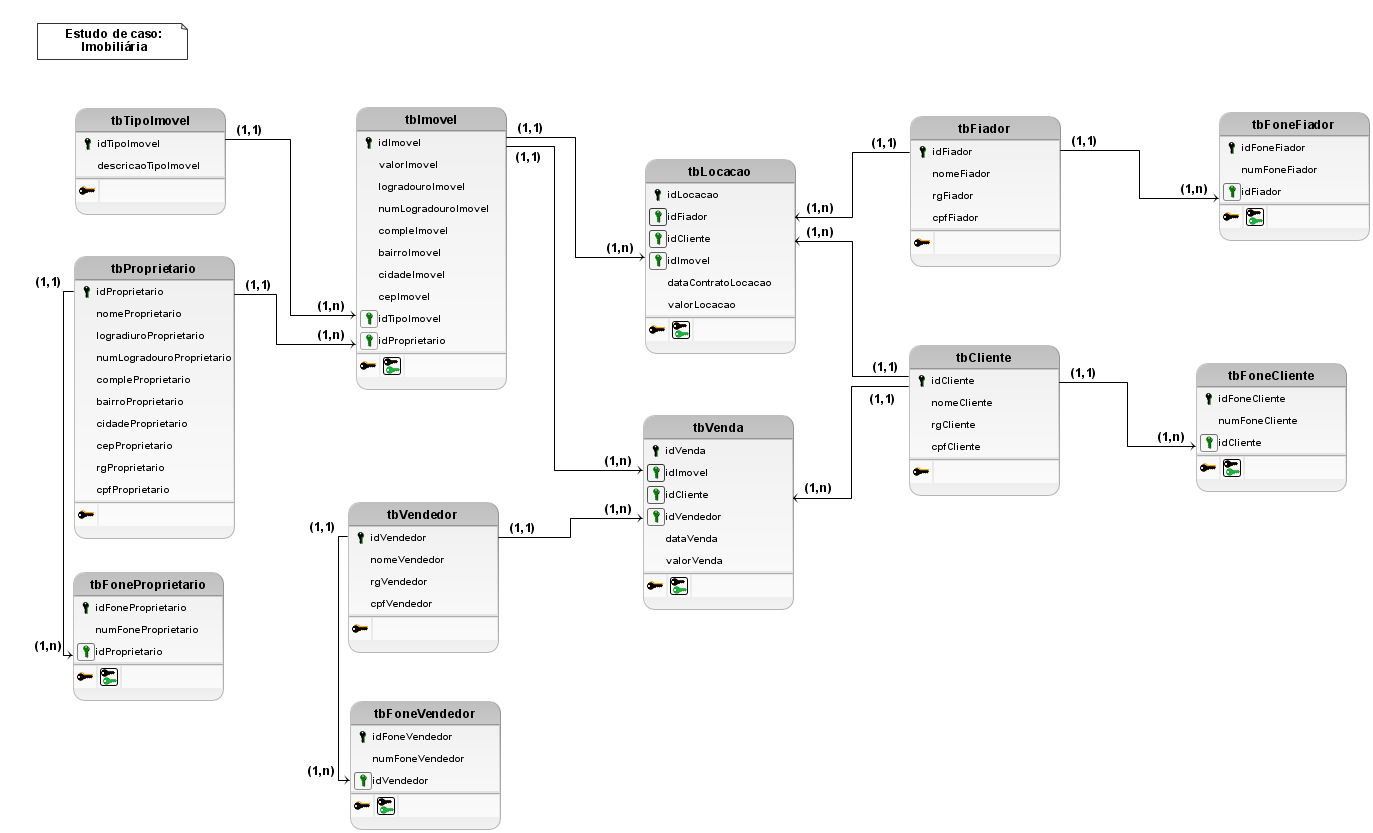 Estudo de caso:
Imobiliária
tbTipoImovel
idTipoImovel
descricaoTipoImovel
(1,1)
tbProprietario
idProprietario
nomeProprietario
logradiuroProprietario
numLogradouroProprietario
compleProprietario
bairroProprietario
cidadeProprietario
cepProprietario
rgProprietario
cpfProprietario
(1,1)
(1,1)
(1,n)
tbFoneProprietario
idFoneProprietario
numFoneProprietario
idProprietario
(1,n)
(1,n)
tbImovel
idImovel
valorImovel
logradouroImovel
numLogradouroImovel
compleImovel
bairroImovel
cidadeImovel
cepImovel
idTipoImovel
idProprietario
(1,1)
(1,1)
tbVendedor
idVendedor
nomeVendedor
rgVendedor
cpfVendedor
(1,1)
(1,1)
(1,n)
tbFoneVendedor
idFoneVendedor
numFoneVendedor
idVendedor
(1,n)
tbLocacao
idLocacao
idFiador
idCliente
idImovel
dataContratoLocacao
valorLocacao
(1,n)
(1,n)
(1,n)
(1,n)
tbVenda
idVenda
idImovel
idCliente
idVendedor
dataVenda
valorVenda
(1,n)
(1,1)
tbFiador
idFiador
nomeFiador
rgFiador
cpfFiador
(1,1)
(1,n)
tbFoneFiador
idFoneFiador
numFoneFiador
idFiador
(1,1)
(1,1)
tbCliente
idCliente
nomeCliente
rgCliente
cpfCliente
(1,1)
(1,n)
tbFoneCliente
idFoneCliente
numFoneCliente
idCliente